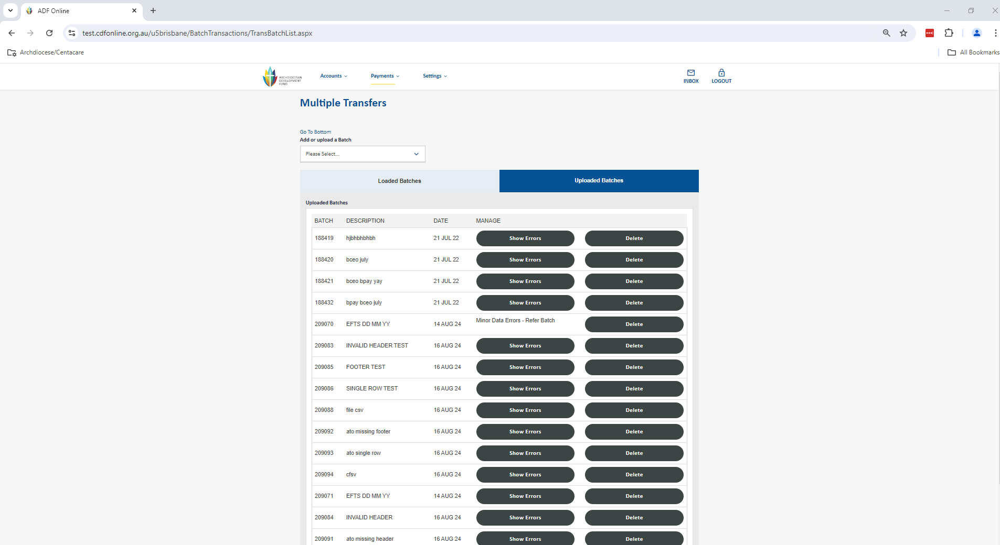 ADF Online
test.cdfonline.org.au/u5brisbane/BatchTransactions/TransBatchList.aspx
Archdiocese/Centacare
All Bookmarks
ARCHDIOCESAN
DEVELOPMENT
FUND
Accounts
Payments
Settings
INBOX
LOGOUT
Multiple Transfers
Go To Bottom
Add or upload a Batch
Please Select...
Loaded Batches
Uploaded Batches
Uploaded Batches
BATCH DESCRIPTION DATE MANAGE
188419 hjbhbhbhbh 21 JUL 22 Show Errors Delete
188420 bceo july 21 JUL 22 Show Errors Delete
188421 bceo bpay yay 21 JUL 22 Show Errors Delete
188432 bpay bceo july 21 JUL 22 Show Errors Delete
209070 EFTS DD MM YY 14 AUG 24 Minor Data Errors - Refer Batch Delete
209083 INVALID HEADER TEST 16 AUG 24 Show Errors Delete
209085 FOOTER TEST 16 AUG 24 Show Errors Delete
209086 SINGLE ROW TEST 16 AUG 24 Show Errors Delete
209088 file csv 16 AUG 24 Show Errors Delete
209092 ato missing footer 16 AUG 24 Show Errors Delete
209093 ato single row 16 AUG 24 Show Errors Delete
209094 cfsv 16 AUG 24 Show Errors Delete
209071 EFTS DD MM YY 14 AUG 24 Show Errors Delete
209084 INVALID HEADER 16 AUG 24 Show Errors Delete
209091 ato missing header 16 AUG 24 Show Errors Delete